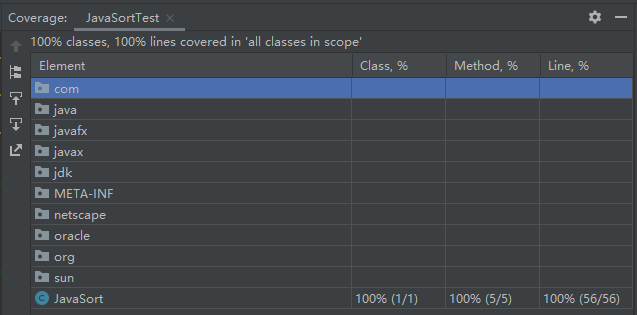 Coverage: JavaSortTest
100% classes, 100% lines covered in 'all classes in scope'
Element Class, % Method, % Line, %
com
java
javafx
javax
jdk
META-INF
netscape
oracle
org
sun
JavaSort 100% (1/1) 100% (5/5) 100% (56/56)